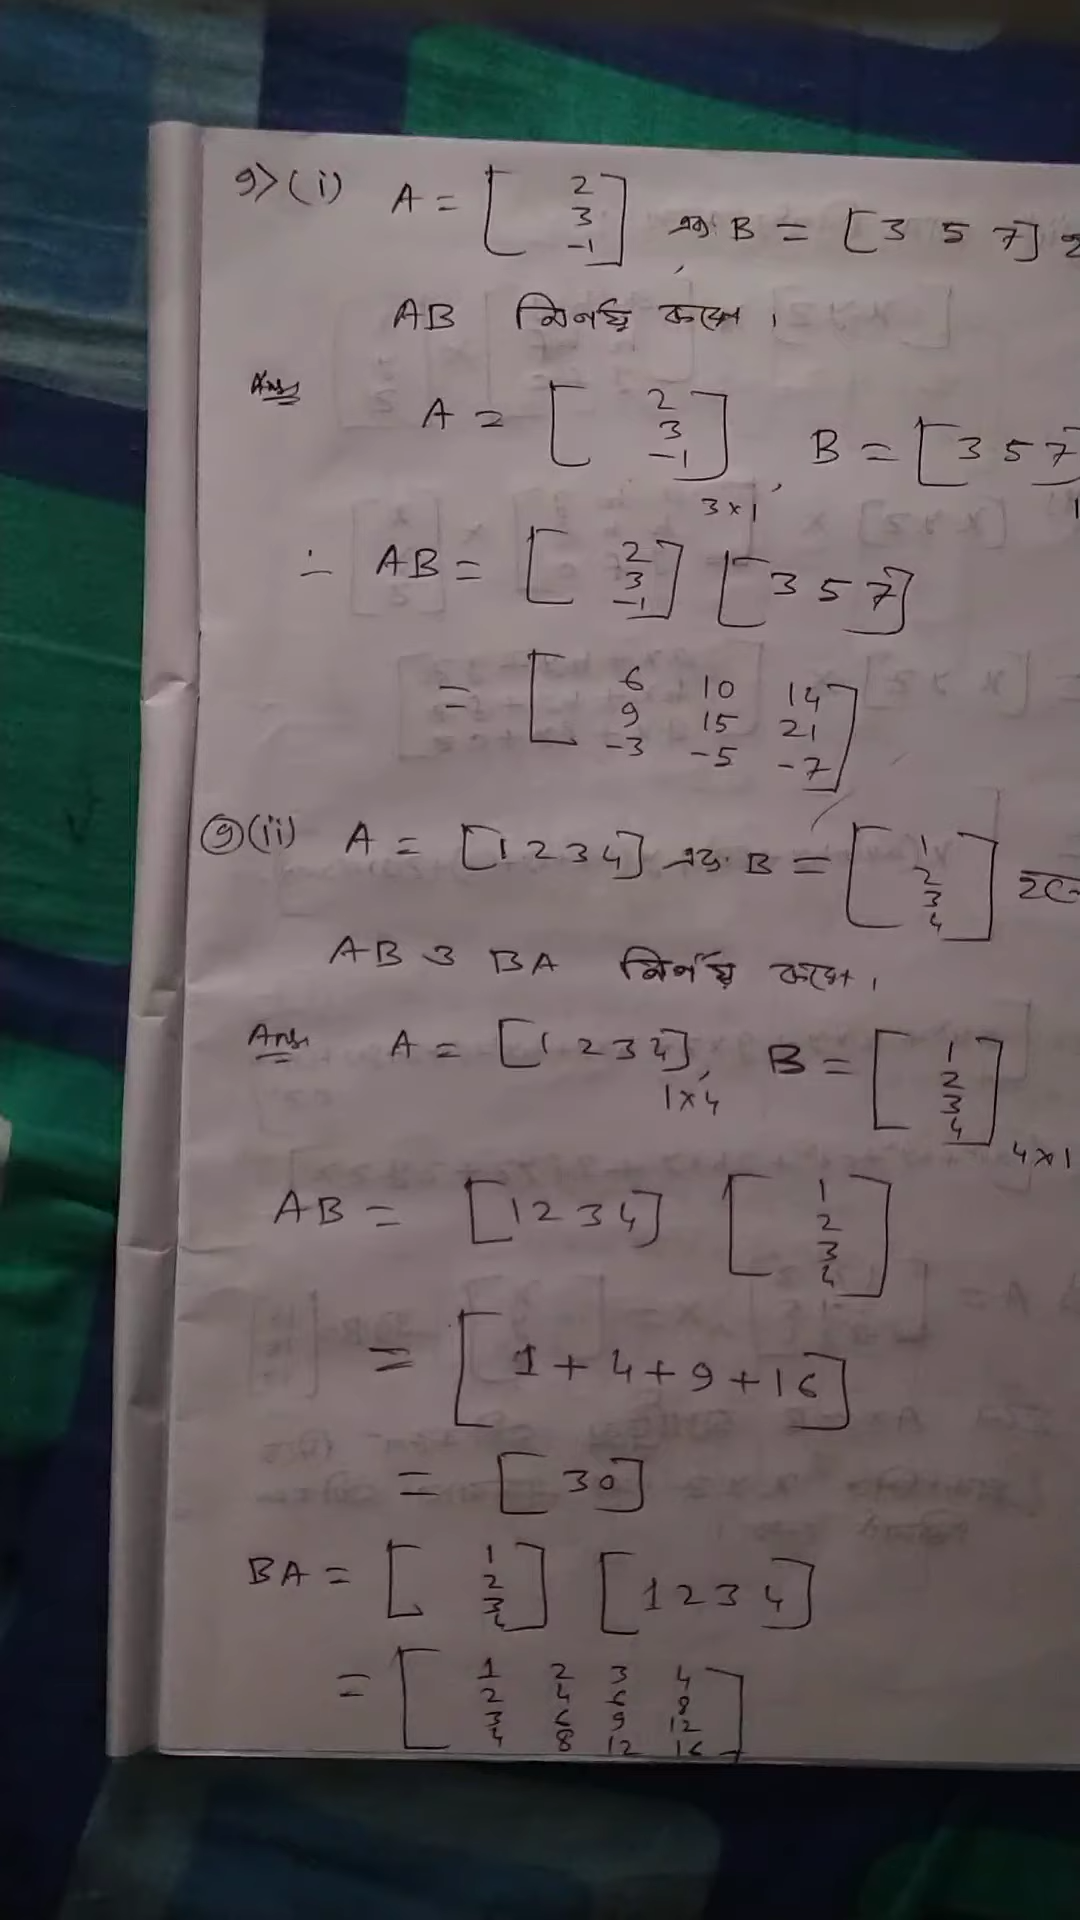 9>(i) A = [ 2
3
-1 ] এবং B = [3 5 7]
AB নির্ণয় করো।
Ans A = [ 2
3
-1 ] 3×1, B = [3 5 7
∴ AB = [ 2
3
-1 ] [3 5 7]
= [ 6 10 14
9 15 21
-3 -5 -7 ]
9(ii) A = [1 2 3 4] এবং B = [ 1
2
3
4 ]
AB ও BA নির্ণয় করো।
Ans A = [1 2 3 4] 1×4, B = [ 1
2
3
4 ] 4×1
AB = [1 2 3 4] [ 1
2
3
4 ]
= [ 1 + 4 + 9 + 16 ]
= [ 30 ]
BA = [ 1
2
3
4 ] [1 2 3 4]
= [ 1 2 3 4
2 4 6 8
3 6 9 12
4 8 12 16 ]